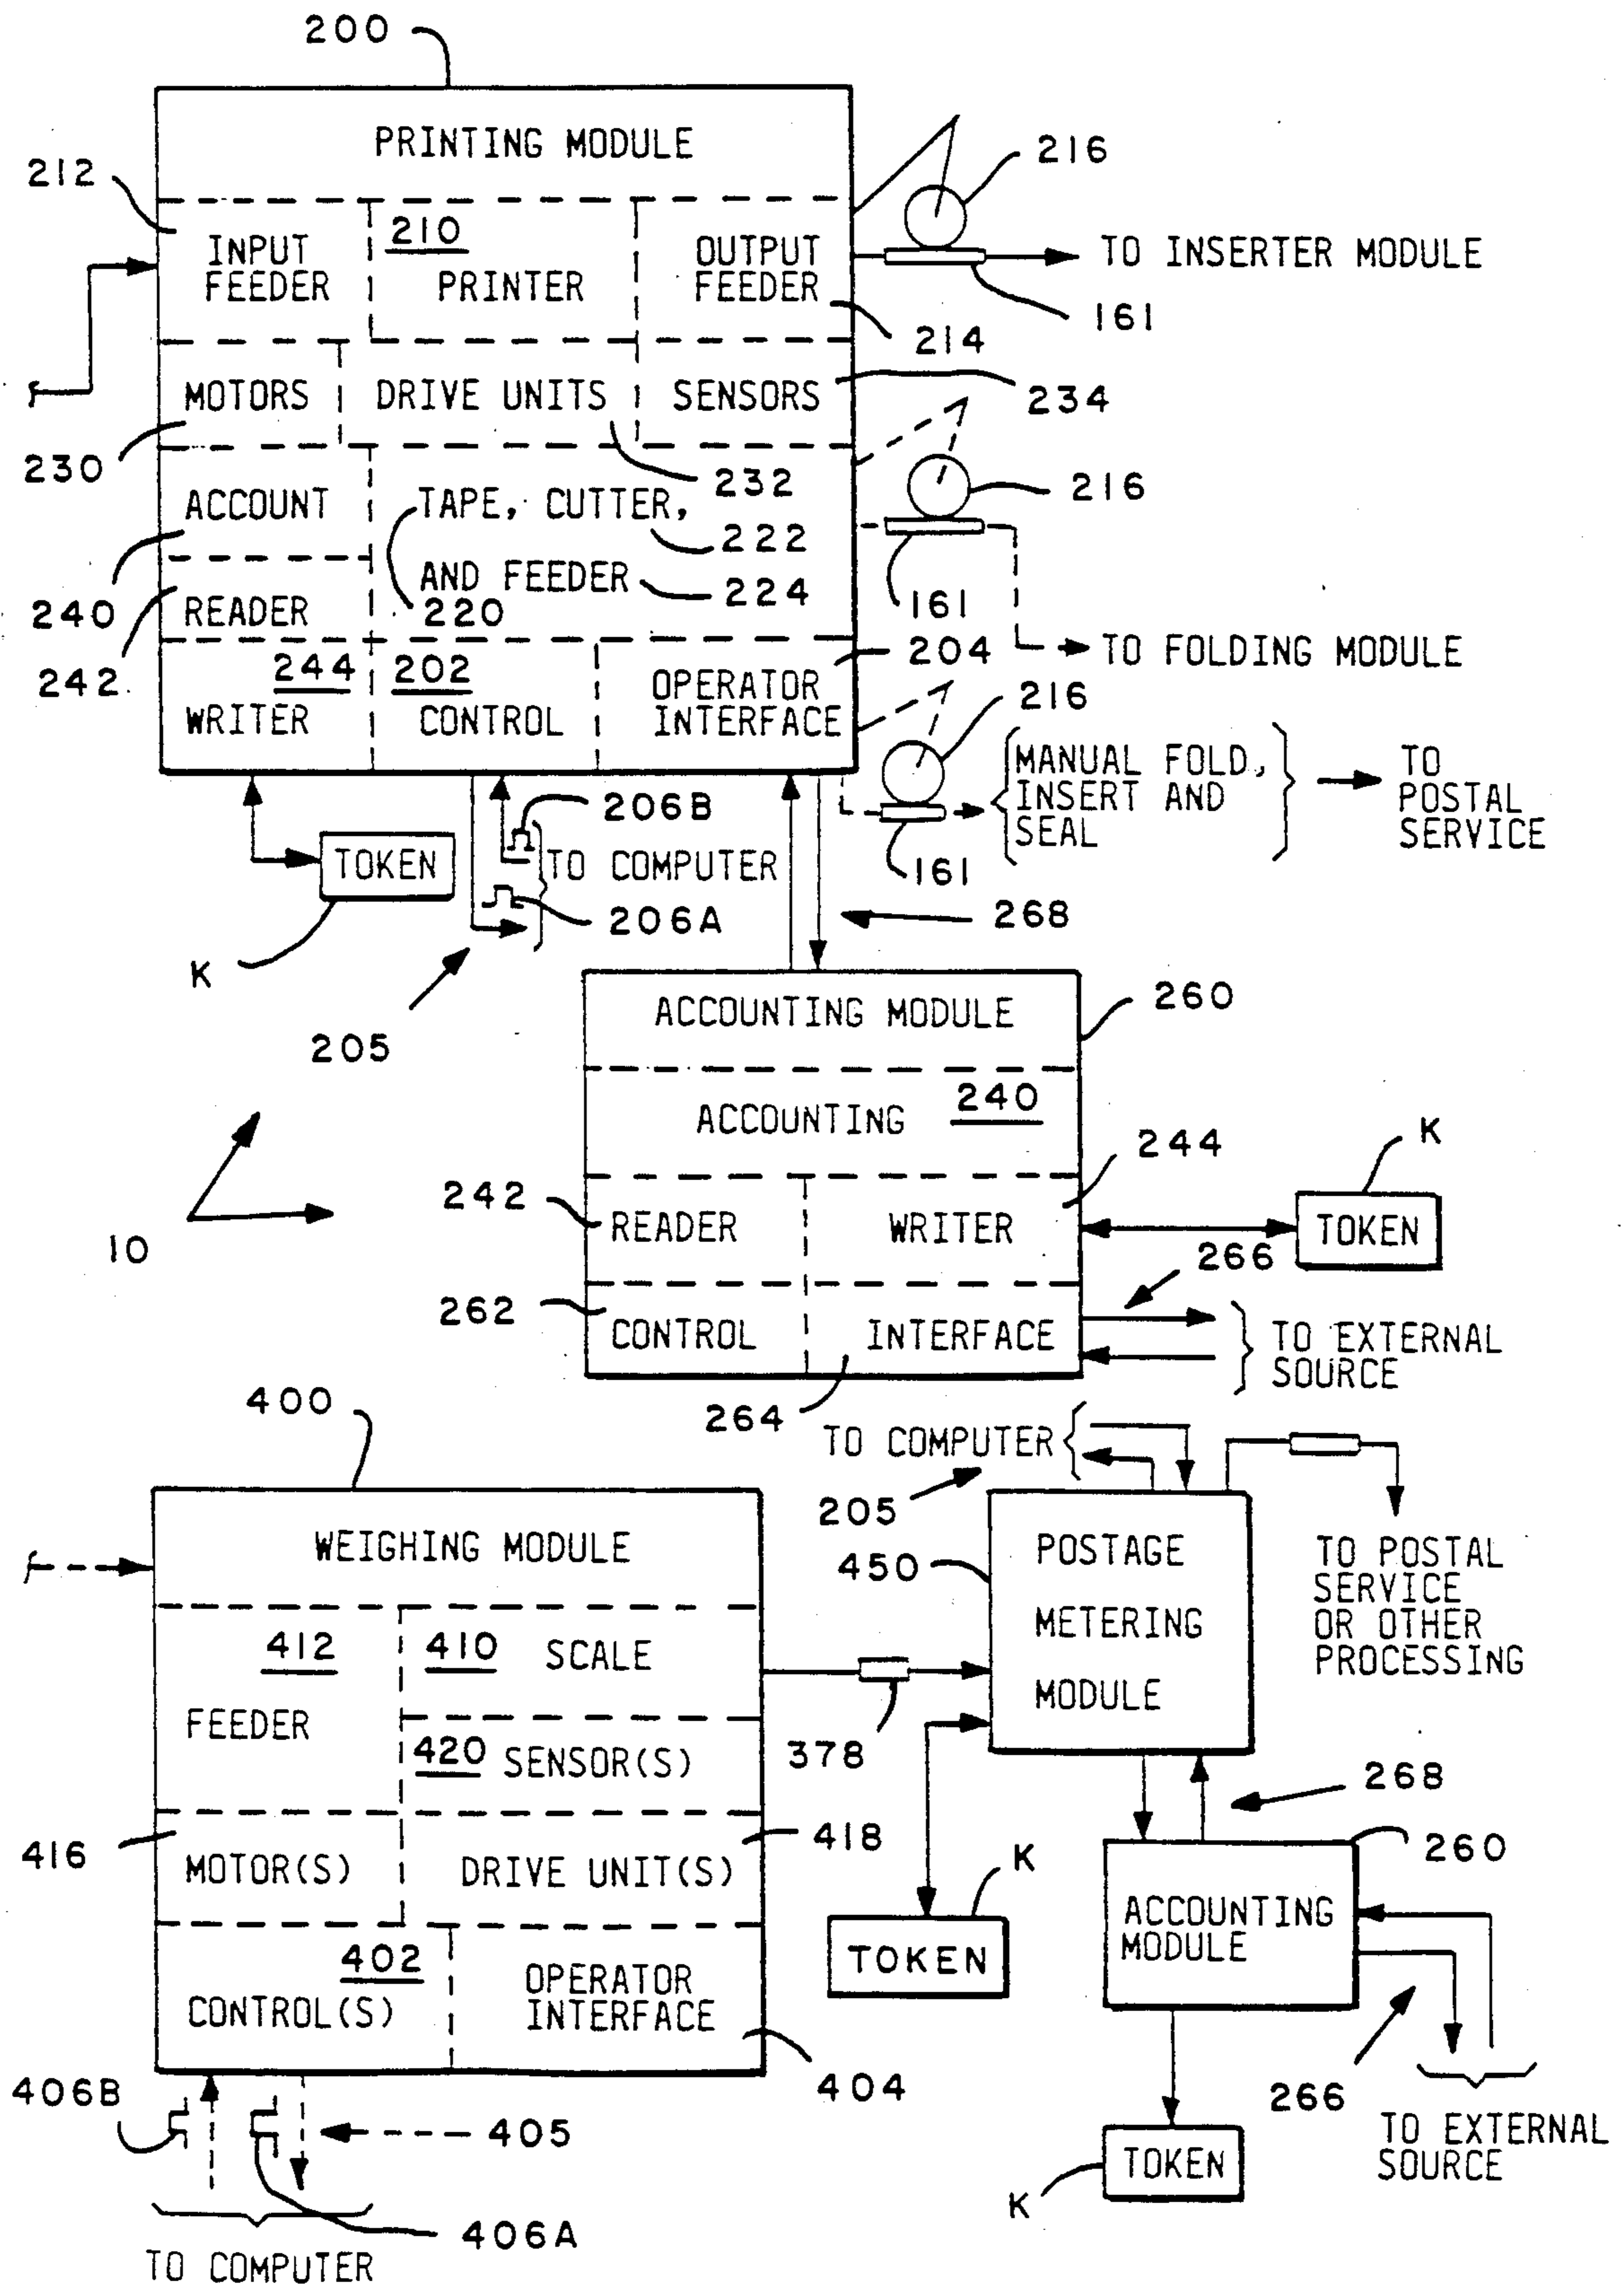 200
PRINTING MODULE
216
212
210
INPUT
FEEDER
PRINTER
OUTPUT
FEEDER
TO INSERTER MODULE
161
214
MOTORS
DRIVE UNITS
SENSORS
234
230
232
216
ACCOUNT
TAPE, CUTTER,
222
AND FEEDER
224
240
220
161
READER
242
204
TO FOLDING MODULE
244
202
OPERATOR
INTERFACE
216
WRITER
CONTROL
MANUAL FOLD,
INSERT AND
SEAL
TO
POSTAL
SERVICE
206B
TOKEN
TO COMPUTER
161
206A
268
K
205
ACCOUNTING MODULE
260
ACCOUNTING
240
K
244
242
READER
WRITER
TOKEN
10
266
262
CONTROL
INTERFACE
TO EXTERNAL
SOURCE
264
400
TO COMPUTER
205
WEIGHING MODULE
POSTAGE
METERING
MODULE
450
TO POSTAL
SERVICE
OR OTHER
PROCESSING
412
410
SCALE
FEEDER
420
SENSOR(S)
378
268
416
418
MOTOR(S)
DRIVE UNIT(S)
K
260
402
TOKEN
ACCOUNTING
MODULE
CONTROL(S)
OPERATOR
INTERFACE
404
266
406B
405
TO EXTERNAL
SOURCE
TOKEN
K
406A
TO COMPUTER